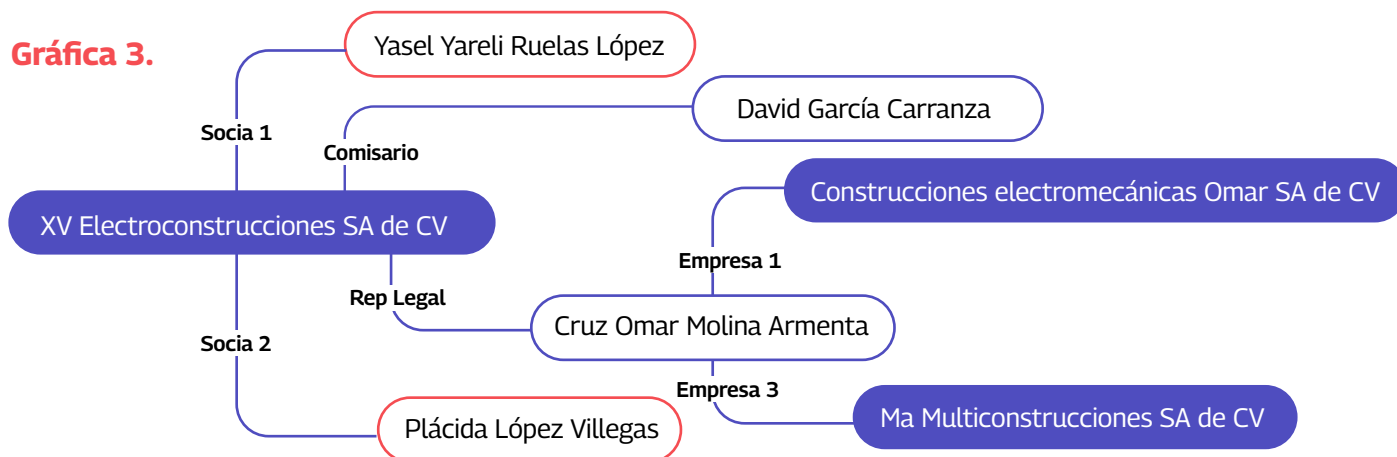 Gráfica 3.
Yasel Yareli Ruelas López
David García Carranza
Socia 1
Comisario
Construcciones electromecánicas Omar SA de CV
XV Electroconstrucciones SA de CV
Empresa 1
Rep Legal
Cruz Omar Molina Armenta
Socia 2
Empresa 3
Ma Multiconstrucciones SA de CV
Plácida López Villegas